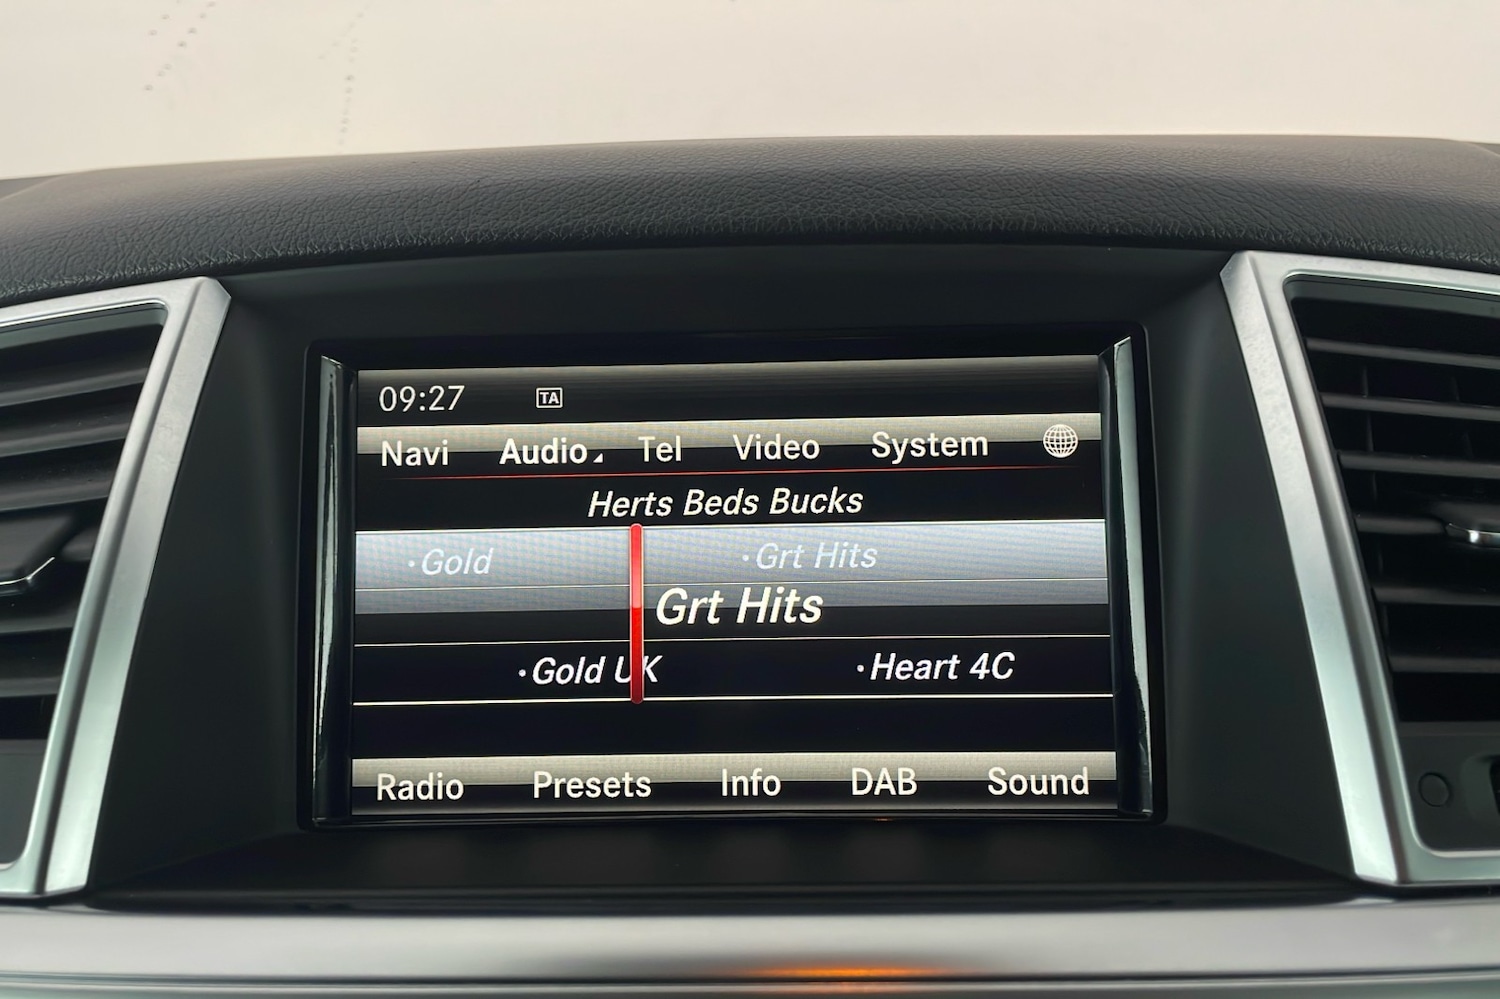 09:27 TA
Navi Audio Tel Video System
Herts Beds Bucks
·Gold ·Grt Hits
Grt Hits
·Gold UK ·Heart 4C
Radio Presets Info DAB Sound